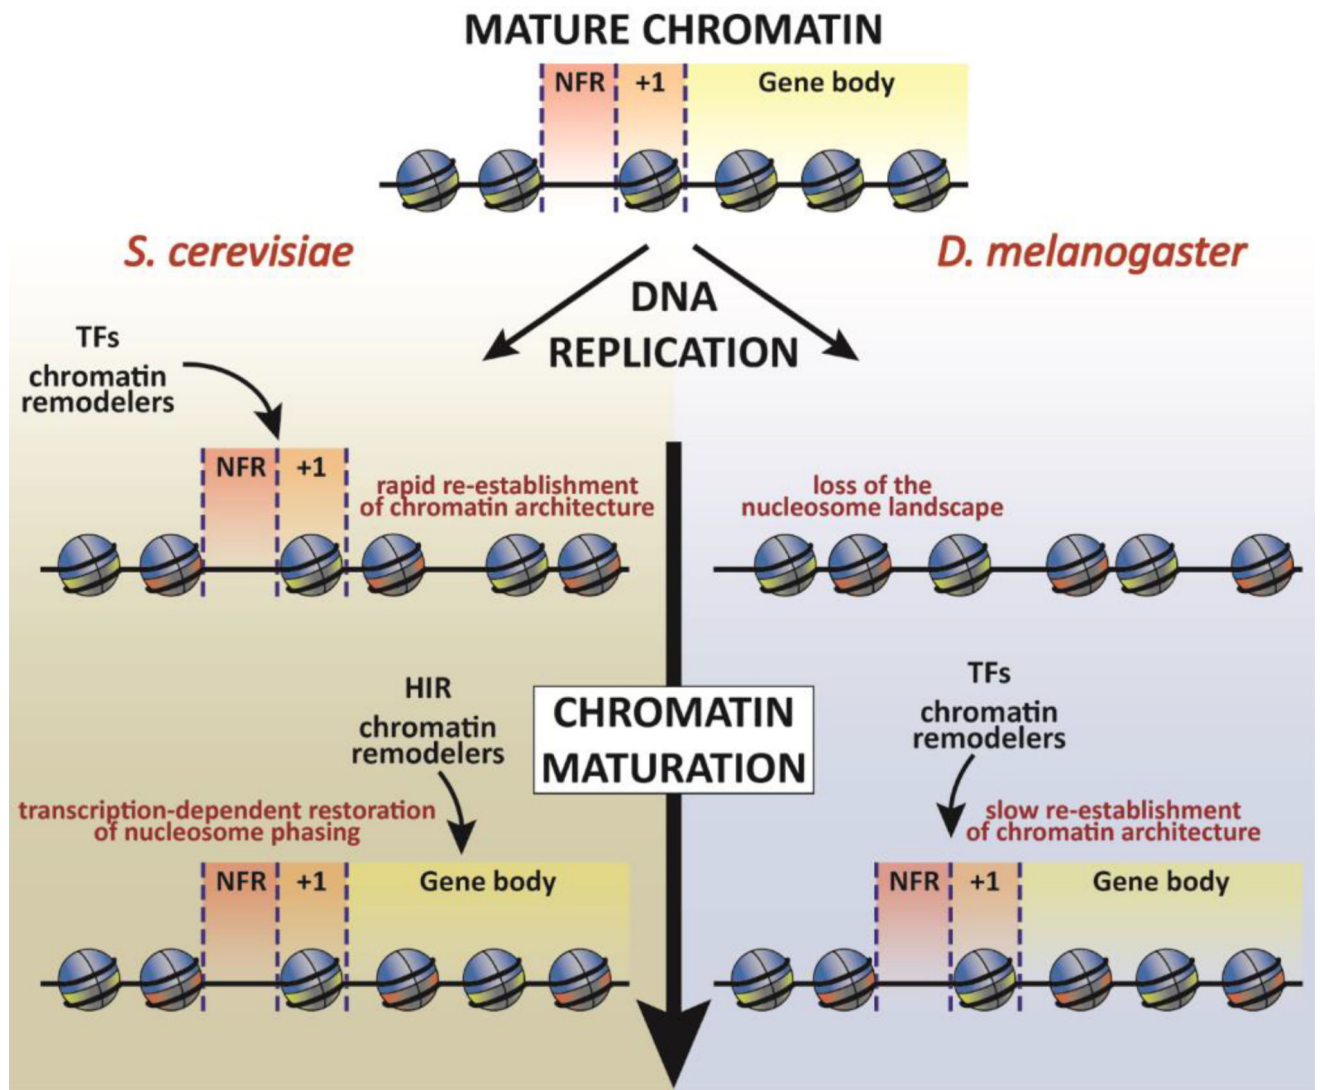 MATURE CHROMATIN
NFR
+1
Gene body
S. cerevisiae
D. melanogaster
DNA
REPLICATION
TFs
chromatin
remodelers
NFR
+1
rapid re-establishment
of chromatin architecture
loss of the
nucleosome landscape
HIR
chromatin
remodelers
CHROMATIN
MATURATION
TFs
chromatin
remodelers
transcription-dependent restoration
of nucleosome phasing
slow re-establishment
of chromatin architecture
NFR
+1
Gene body
NFR
+1
Gene body